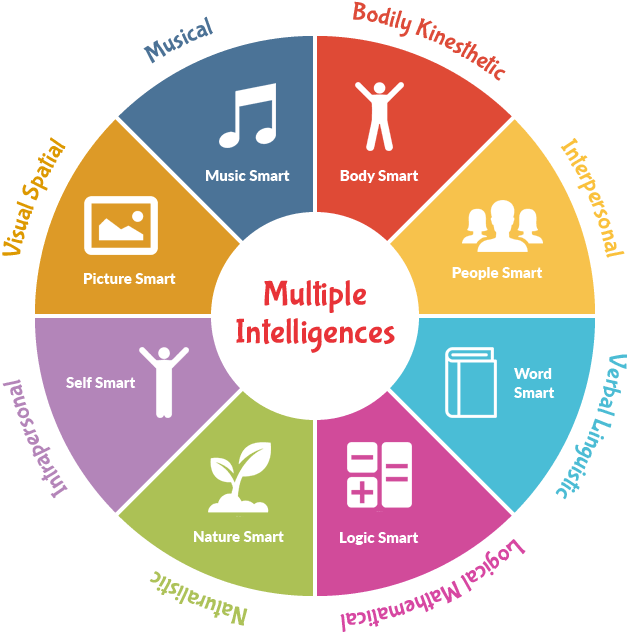 Musical
Bodily Kinesthetic
Visual Spatial
Interpersonal
Music Smart
Body Smart
Picture Smart
People Smart
Multiple
Intelligences
Self Smart
Word
Smart
Intrapersonal
Verbal Linguistic
Nature Smart
Logic Smart
Naturalistic
Logical Mathematical